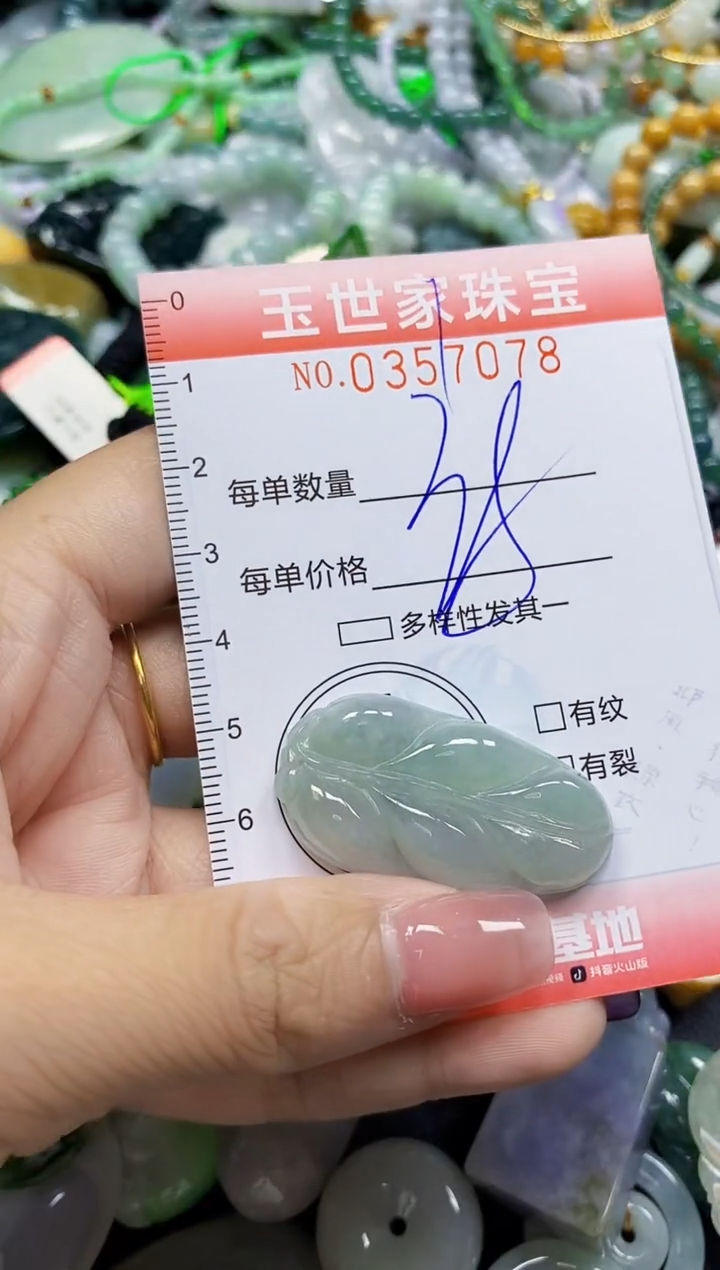 玉世家珠宝
NO.0357078
0
1
2
3
4
5
6
每单数量
每单价格
多样性发其一
有纹
有裂
基地
抖音火山版